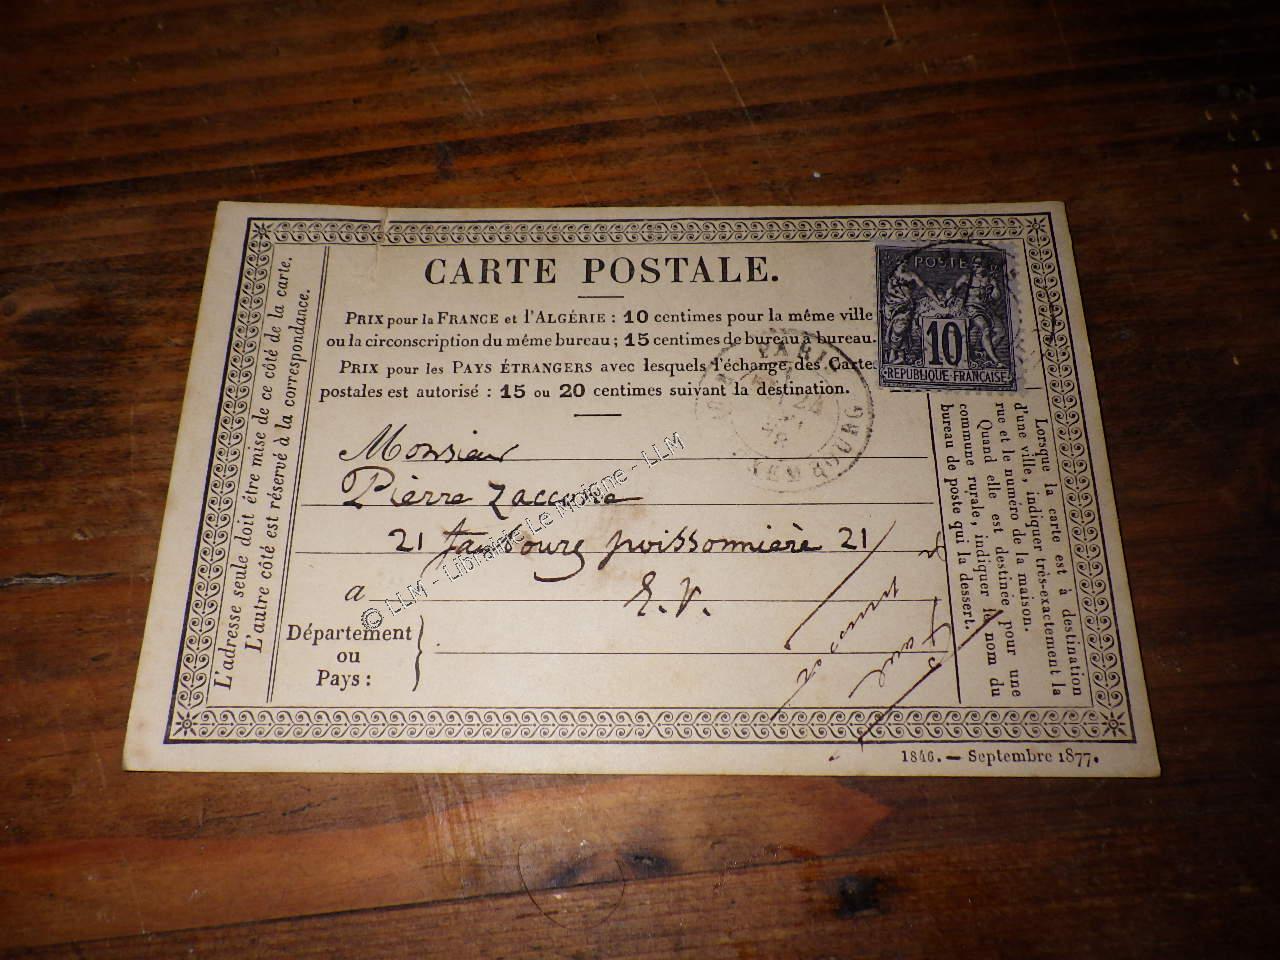 CARTE POSTALE.
PRIX pour la FRANCE et l'ALGÉRIE : 10 centimes pour la même ville
ou la circonscription du même bureau ; 15 centimes de bureau à bureau.
PRIX pour les PAYS ÉTRANGERS avec lesquels l'échange des Cartes
postales est autorisé : 15 ou 20 centimes suivant la destination.
L'adresse seule doit être mise de ce côté de la carte.
L'autre côté est réservé à la correspondance.
POSTE
10
REPUBLIQUE FRANÇAISE
PARIS
Monsieur
Pierre Zaccone
21 faubourg poissonnière 21
a E. V.
Département
ou
Pays :
Lorsque la carte est à destination
d'une ville, indiquer très-exactement la
rue et le numéro de la maison.
Quand elle est destinée pour une
commune rurale, indiquer le nom du
bureau de poste qui la dessert.
1846. — Septembre 1877.
© LLM - Librairie Le Moigne - LLM